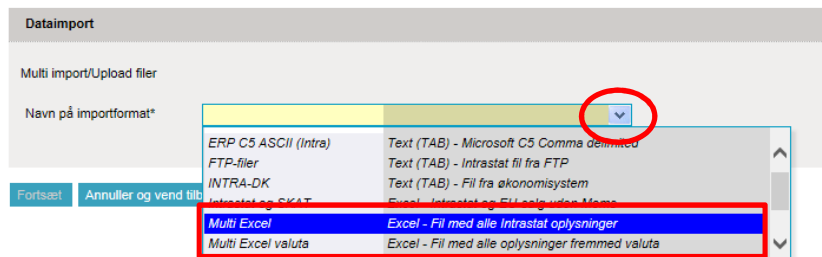 Dataimport
Multi import/Upload filer
Navn på importformat*
ERP C5 ASCII (Intra) Text (TAB) - Microsoft C5 Comma delimited
FTP-filer Text (TAB) - Intrastat fil fra FTP
INTRA-DK Text (TAB) - Fil fra økonomisystem
Intrastat og SKAT Excel - Intrastat og EU salg uden Moms
Fortsæt Annuller og vend tilb
Multi Excel Excel - Fil med alle Intrastat oplysninger
Multi Excel valuta Excel - Fil med alle oplysninger fremmed valuta